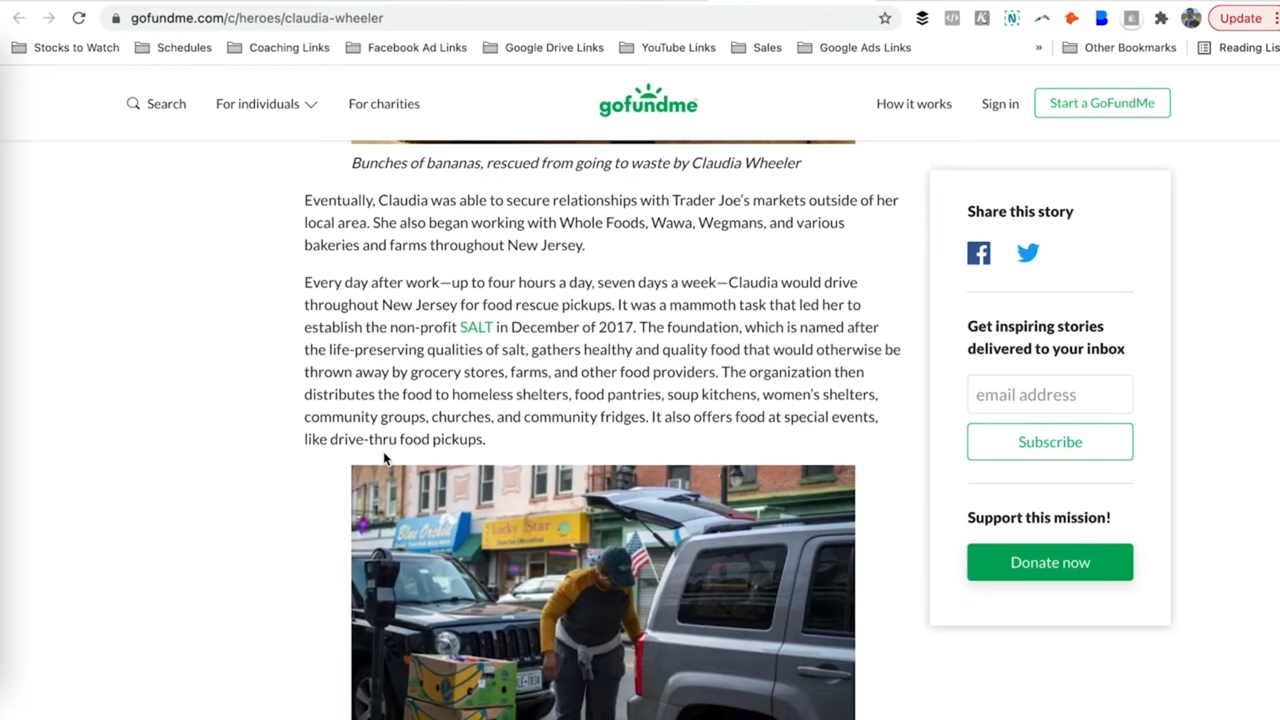 gofundme.com/c/heroes/claudia-wheeler
Update
Stocks to Watch
Schedules
Coaching Links
Facebook Ad Links
Google Drive Links
YouTube Links
Sales
Google Ads Links
»
Other Bookmarks
Reading Lis
Search
For individuals
For charities
gofundme
How it works
Sign in
Start a GoFundMe
Bunches of bananas, rescued from going to waste by Claudia Wheeler
Eventually, Claudia was able to secure relationships with Trader Joe's markets outside of her
local area. She also began working with Whole Foods, Wawa, Wegmans, and various
bakeries and farms throughout New Jersey.
Every day after work—up to four hours a day, seven days a week—Claudia would drive
throughout New Jersey for food rescue pickups. It was a mammoth task that led her to
establish the non-profit SALT in December of 2017. The foundation, which is named after
the life-preserving qualities of salt, gathers healthy and quality food that would otherwise be
thrown away by grocery stores, farms, and other food providers. The organization then
distributes the food to homeless shelters, food pantries, soup kitchens, women's shelters,
community groups, churches, and community fridges. It also offers food at special events,
like drive-thru food pickups.
Blue Orchid
Lucky Star
Share this story
Get inspiring stories
delivered to your inbox
email address
Subscribe
Support this mission!
Donate now